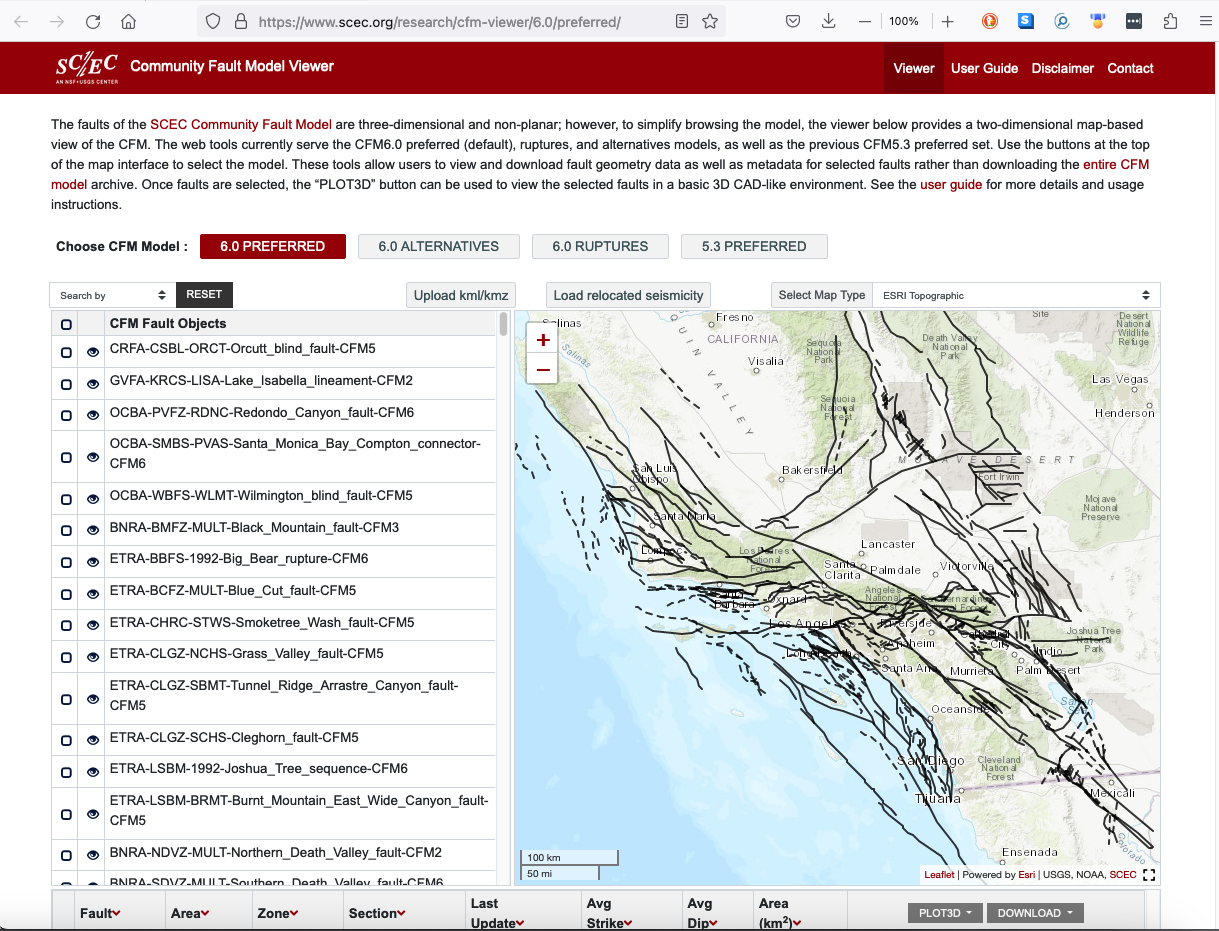 https://www.scec.org/research/cfm-viewer/6.0/preferred/
100%
SC/EC
AN NSF+USGS CENTER
Community Fault Model Viewer
Viewer
User Guide
Disclaimer
Contact
The faults of the SCEC Community Fault Model are three-dimensional and non-planar; however, to simplify browsing the model, the viewer below provides a two-dimensional map-based
view of the CFM. The web tools currently serve the CFM6.0 preferred (default), ruptures, and alternatives models, as well as the previous CFM5.3 preferred set. Use the buttons at the top
of the map interface to select the model. These tools allow users to view and download fault geometry data as well as metadata for selected faults rather than downloading the entire CFM
model archive. Once faults are selected, the “PLOT3D” button can be used to view the selected faults in a basic 3D CAD-like environment. See the user guide for more details and usage
instructions.
Choose CFM Model :
6.0 PREFERRED
6.0 ALTERNATIVES
6.0 RUPTURES
5.3 PREFERRED
Search by
RESET
Upload kml/kmz
Load relocated seismicity
Select Map Type
ESRI Topographic
CFM Fault Objects
CRFA-CSBL-ORCT-Orcutt_blind_fault-CFM5
GVFA-KRCS-LISA-Lake_Isabella_lineament-CFM2
OCBA-PVFZ-RDNC-Redondo_Canyon_fault-CFM6
OCBA-SMBS-PVAS-Santa_Monica_Bay_Compton_connector-
CFM6
OCBA-WBFS-WLMT-Wilmington_blind_fault-CFM5
BNRA-BMFZ-MULT-Black_Mountain_fault-CFM3
ETRA-BBFS-1992-Big_Bear_rupture-CFM6
ETRA-BCFZ-MULT-Blue_Cut_fault-CFM5
ETRA-CHRC-STWS-Smoketree_Wash_fault-CFM5
ETRA-CLGZ-NCHS-Grass_Valley_fault-CFM5
ETRA-CLGZ-SBMT-Tunnel_Ridge_Arrastre_Canyon_fault-
CFM5
ETRA-CLGZ-SCHS-Cleghorn_fault-CFM5
ETRA-LSBM-1992-Joshua_Tree_sequence-CFM6
ETRA-LSBM-BRMT-Burnt_Mountain_East_Wide_Canyon_fault-
CFM5
BNRA-NDVZ-MULT-Northern_Death_Valley_fault-CFM2
BNRA-SDVZ-MULT-Southern_Death_Valley_fault-CFM6
+
−
Salinas
Salinas
Fresno
CALIFORNIA
Visalia
Sequoia
National
Park
Sequoia
National
Forest
Death Valley
National
Park
Site
Desert
National
Wildlife
Refuge
Las Vegas
Henderson
VALLEY
MOJAVE DESERT
Fort Irwin
Mojave
National
Preserve
San Luis
Obispo
Bakersfield
Santa Maria
Lompoc
Los Padres
National
Forest
Lancaster
Santa
Clarita
Palmdale
Victorville
Angeles
National
Forest
San Bernardino
National Forest
Santa
Barbara
Oxnard
Los Angeles
Riverside
Anaheim
Long Beach
Santa Ana
Cathedral
City
Indio
Joshua Tree
National
Park
Murrieta
Palm Desert
Salton
Sea
Oceanside
San Diego
Cleveland
National
Forest
Tijuana
Mexicali
Ensenada
Colorado
100 km
50 mi
Leaflet | Powered by Esri | USGS, NOAA, SCEC
Fault
Area
Zone
Section
Last
Update
Avg
Strike
Avg
Dip
Area
(km²)
PLOT3D
DOWNLOAD